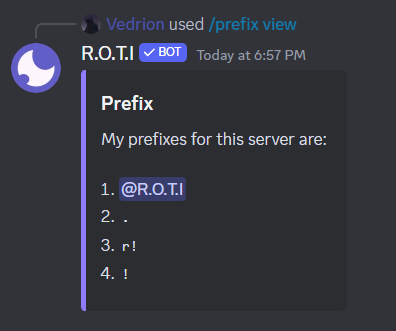 Vedrion used /prefix view
R.O.T.I ✓ BOT Today at 6:57 PM
Prefix
My prefixes for this server are:
1. @R.O.T.I
2. .
3. r!
4. !